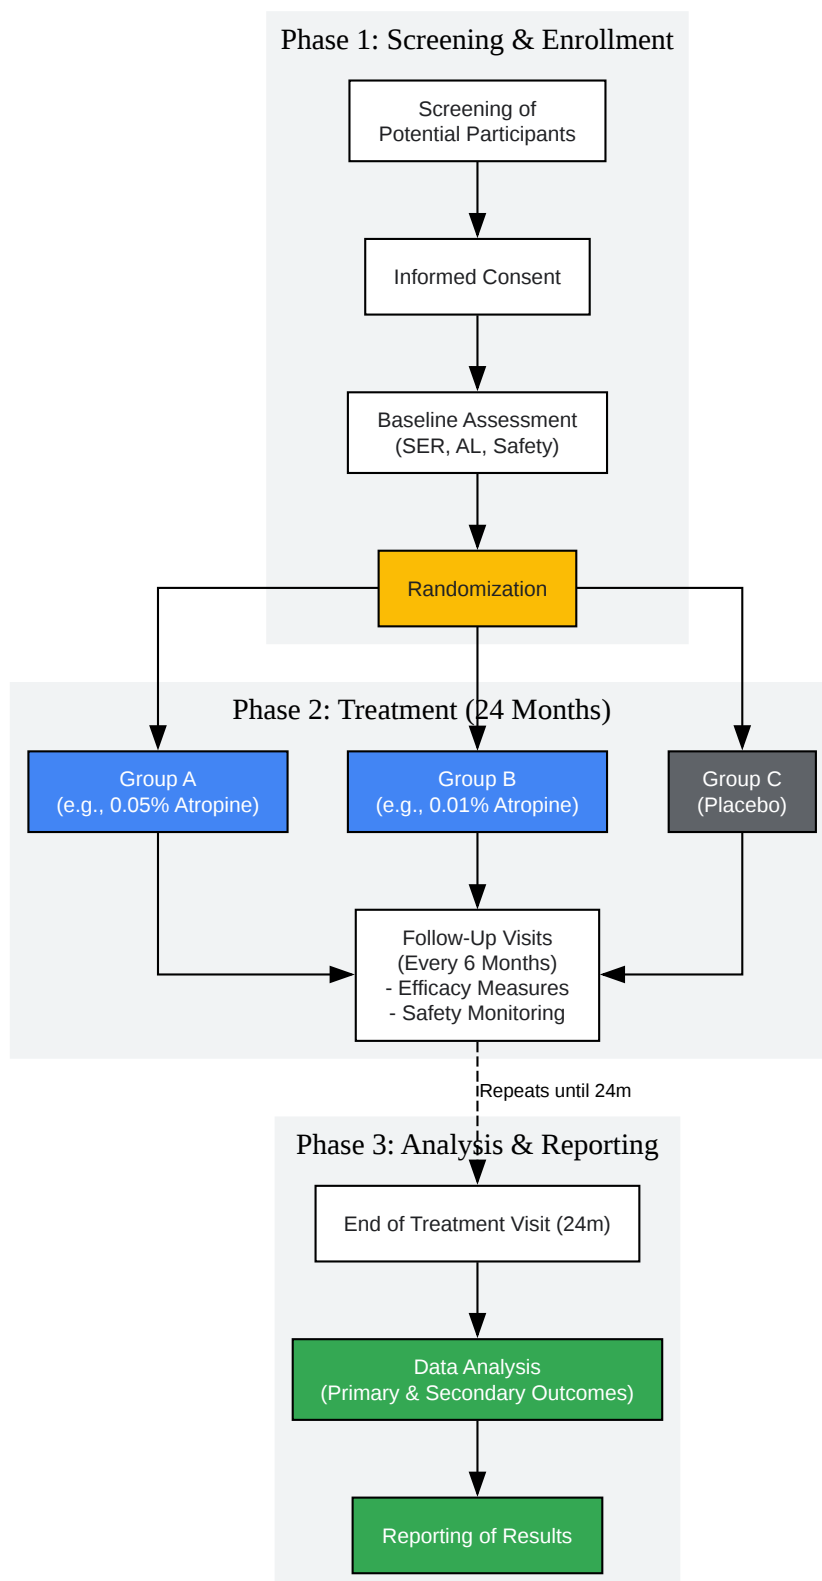 Phase 1: Screening & Enrollment
Screening of
Potential Participants
Informed Consent
Baseline Assessment
(SER, AL, Safety)
Randomization
Phase 2: Treatment (24 Months)
Group A
(e.g., 0.05% Atropine)
Group B
(e.g., 0.01% Atropine)
Group C
(Placebo)
Follow-Up Visits
(Every 6 Months)
- Efficacy Measures
- Safety Monitoring
Repeats until 24m
Phase 3: Analysis & Reporting
End of Treatment Visit (24m)
Data Analysis
(Primary & Secondary Outcomes)
Reporting of Results